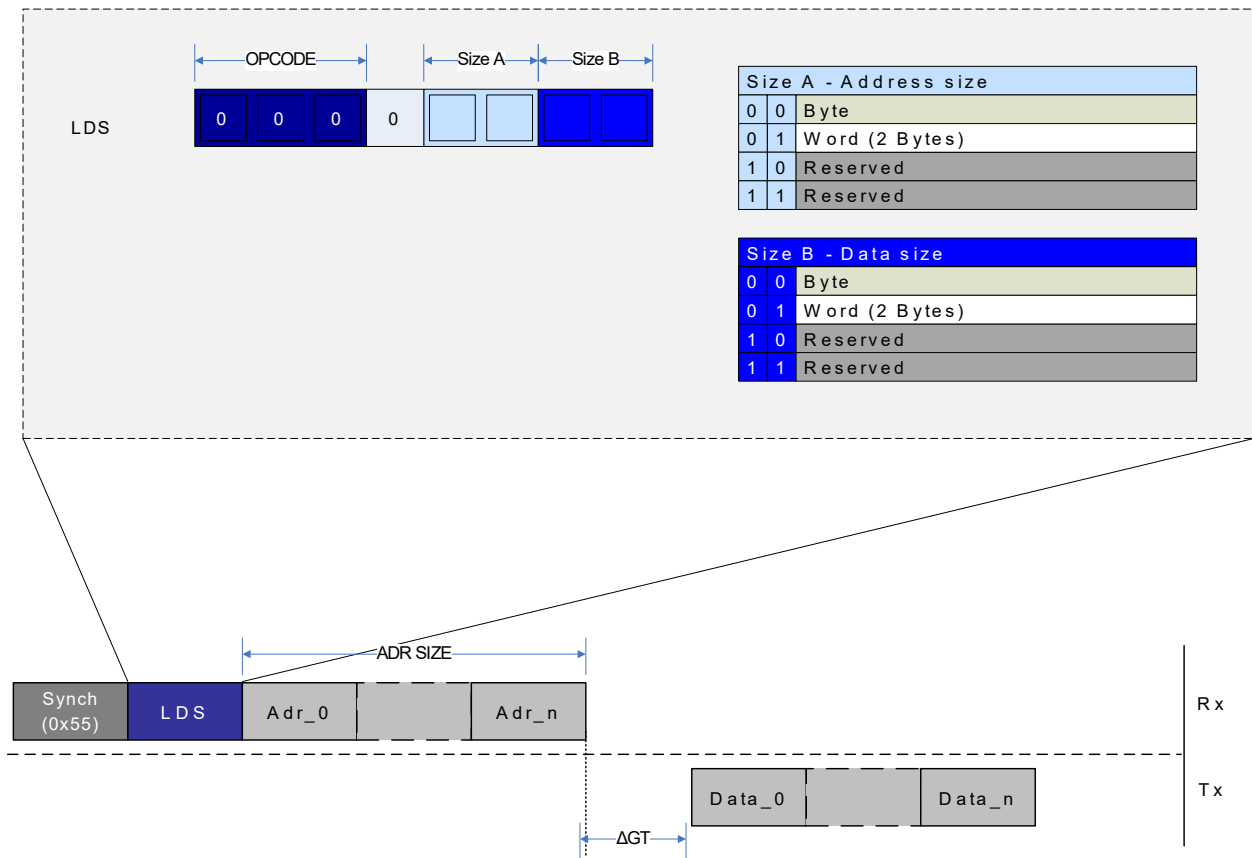 OPCODE
Size A
Size B
LDS
0
0
0
0
Size A - Address size
0 0 Byte
0 1 Word (2 Bytes)
1 0 Reserved
1 1 Reserved
Size B - Data size
0 0 Byte
0 1 Word (2 Bytes)
1 0 Reserved
1 1 Reserved
ADR SIZE
Synch
(0x55)
LDS
Adr_0
Adr_n
Rx
Data_0
Data_n
Tx
ΔGT